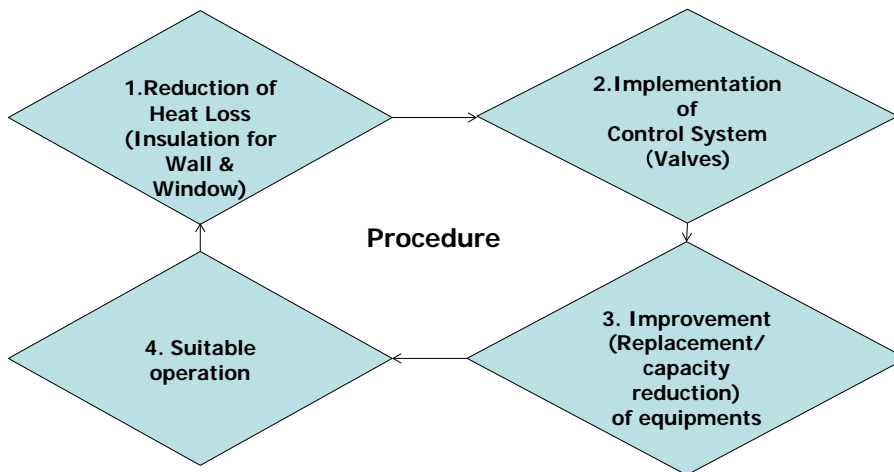 1.Reduction of
Heat Loss
(Insulation for
Wall &
Window)
2.Implementation
of
Control System
(Valves)
Procedure
3. Improvement
(Replacement/
capacity
reduction)
of equipments
4. Suitable
operation